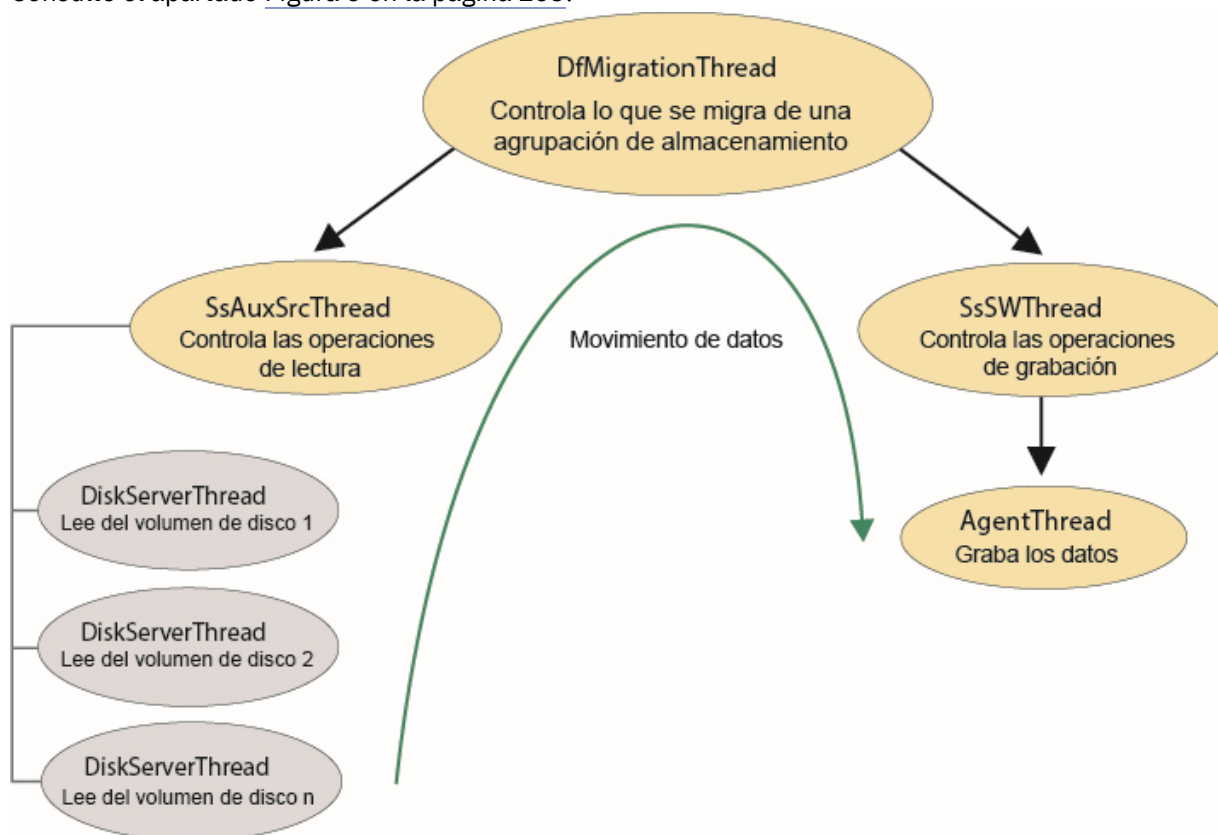 DfMigrationThread
Controla lo que se migra de una
agrupación de almacenamiento
SsAuxSrcThread
Controla las operaciones
de lectura
Movimiento de datos
SsSWThread
Controla las operaciones
de grabación
DiskServerThread
Lee del volumen de disco 1
AgentThread
Graba los datos
DiskServerThread
Lee del volumen de disco 2
DiskServerThread
Lee del volumen de disco n